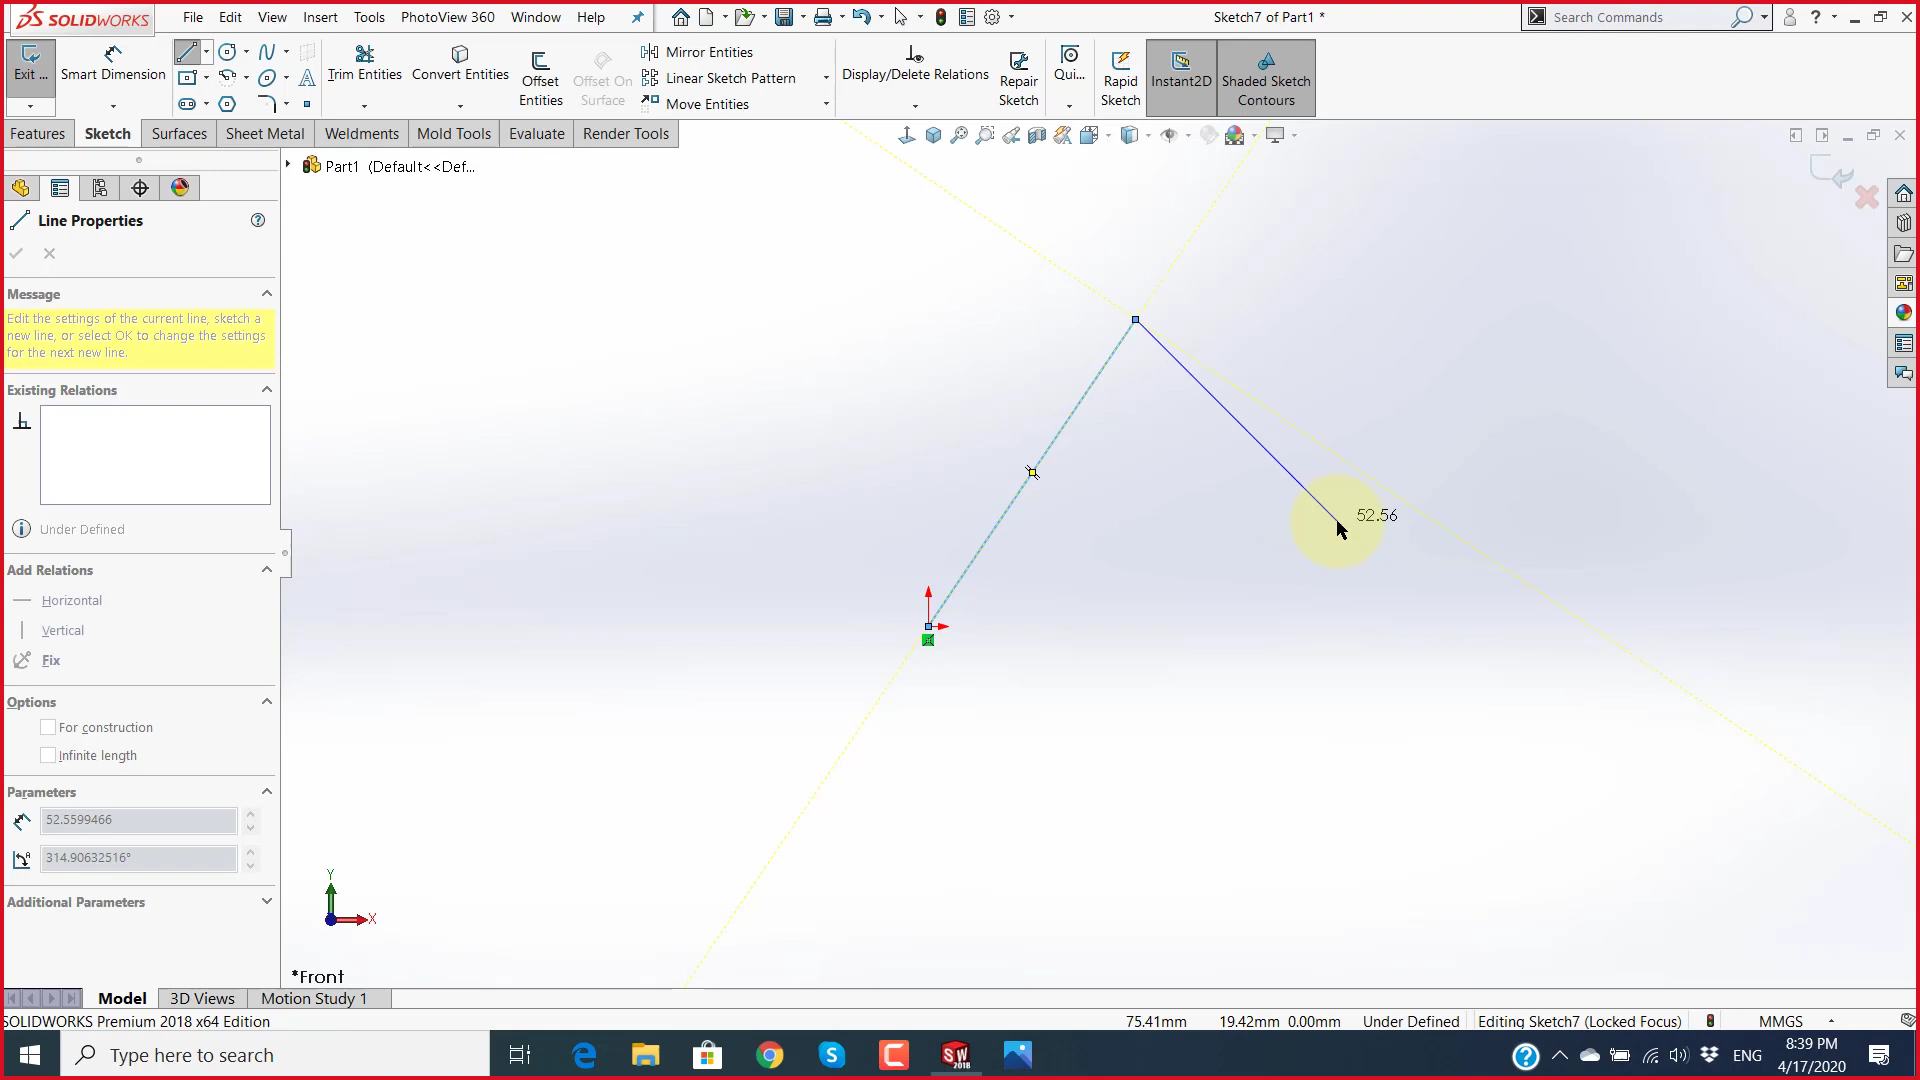 SOLIDWORKS
File Edit View Insert Tools PhotoView 360 Window Help
Sketch7 of Part1 *
Search Commands
Exit ...
Smart Dimension
Trim Entities
Convert Entities
Offset
Entities
Offset On
Surface
Mirror Entities
Linear Sketch Pattern
Move Entities
Display/Delete Relations
Repair
Sketch
Qui...
Rapid
Sketch
Instant2D
Shaded Sketch
Contours
Features Sketch Surfaces Sheet Metal Weldments Mold Tools Evaluate Render Tools
Part1 (Default<<Def...
Line Properties
Message
Edit the settings of the current line, sketch a
new line, or select OK to change the settings
for the next new line.
Existing Relations
Under Defined
Add Relations
Horizontal
Vertical
Fix
Options
For construction
Infinite length
Parameters
52.5599466
314.90632516°
Additional Parameters
52.56
Y
X
*Front
Model 3D Views Motion Study 1
SOLIDWORKS Premium 2018 x64 Edition
75.41mm 19.42mm 0.00mm Under Defined Editing Sketch7 (Locked Focus) MMGS
Type here to search
SW
2018
ENG
8:39 PM
4/17/2020